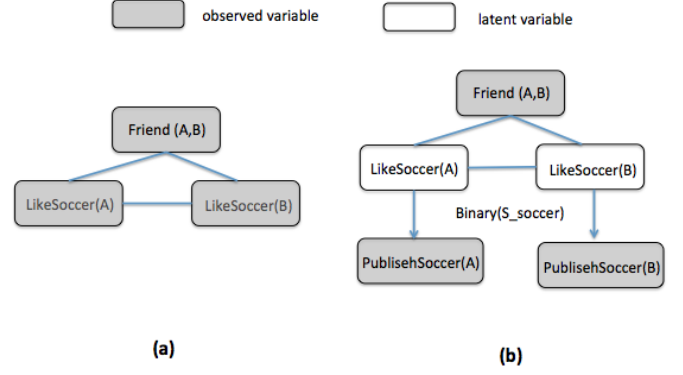 observed variable
latent variable
Friend (A,B)
LikeSoccer(A)
LikeSoccer(B)
(a)
Friend (A,B)
LikeSoccer(A)
LikeSoccer(B)
Binary(S_soccer)
PublisehSoccer(A)
PublisehSoccer(B)
(b)